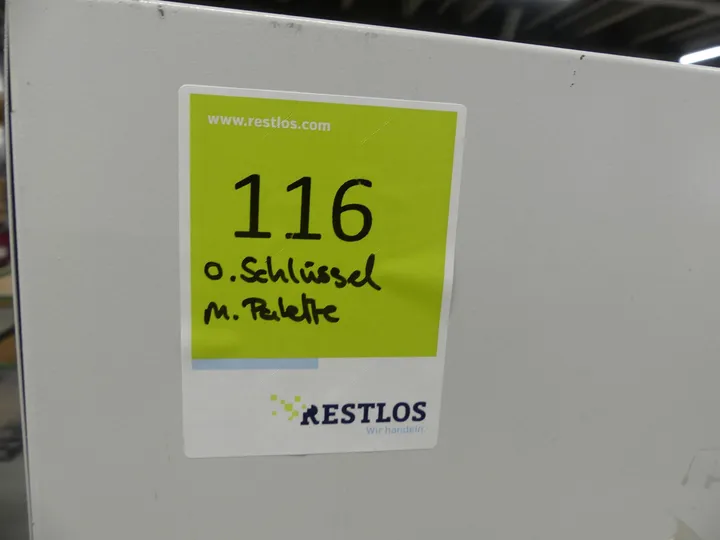 www.restlos.com
116
o. Schlüssel
m. Palette
RESTLOS
Wir handeln